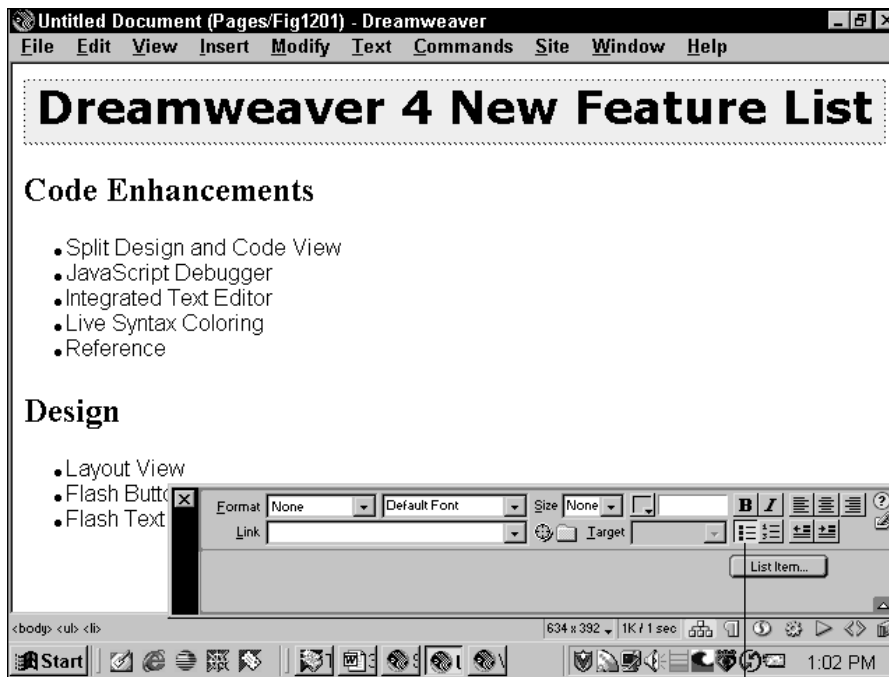 Untitled Document (Pages/Fig1201) - Dreamweaver
File Edit View Insert Modify Text Commands Site Window Help
Dreamweaver 4 New Feature List
Code Enhancements
Split Design and Code View
JavaScript Debugger
Integrated Text Editor
Live Syntax Coloring
Reference
Design
Layout View
Flash Butto
Flash Text
Format None Default Font Size None B I
Link Target
List Item...
<body> <ul> <li>
634 x 392 1K / 1 sec
Start 1:02 PM